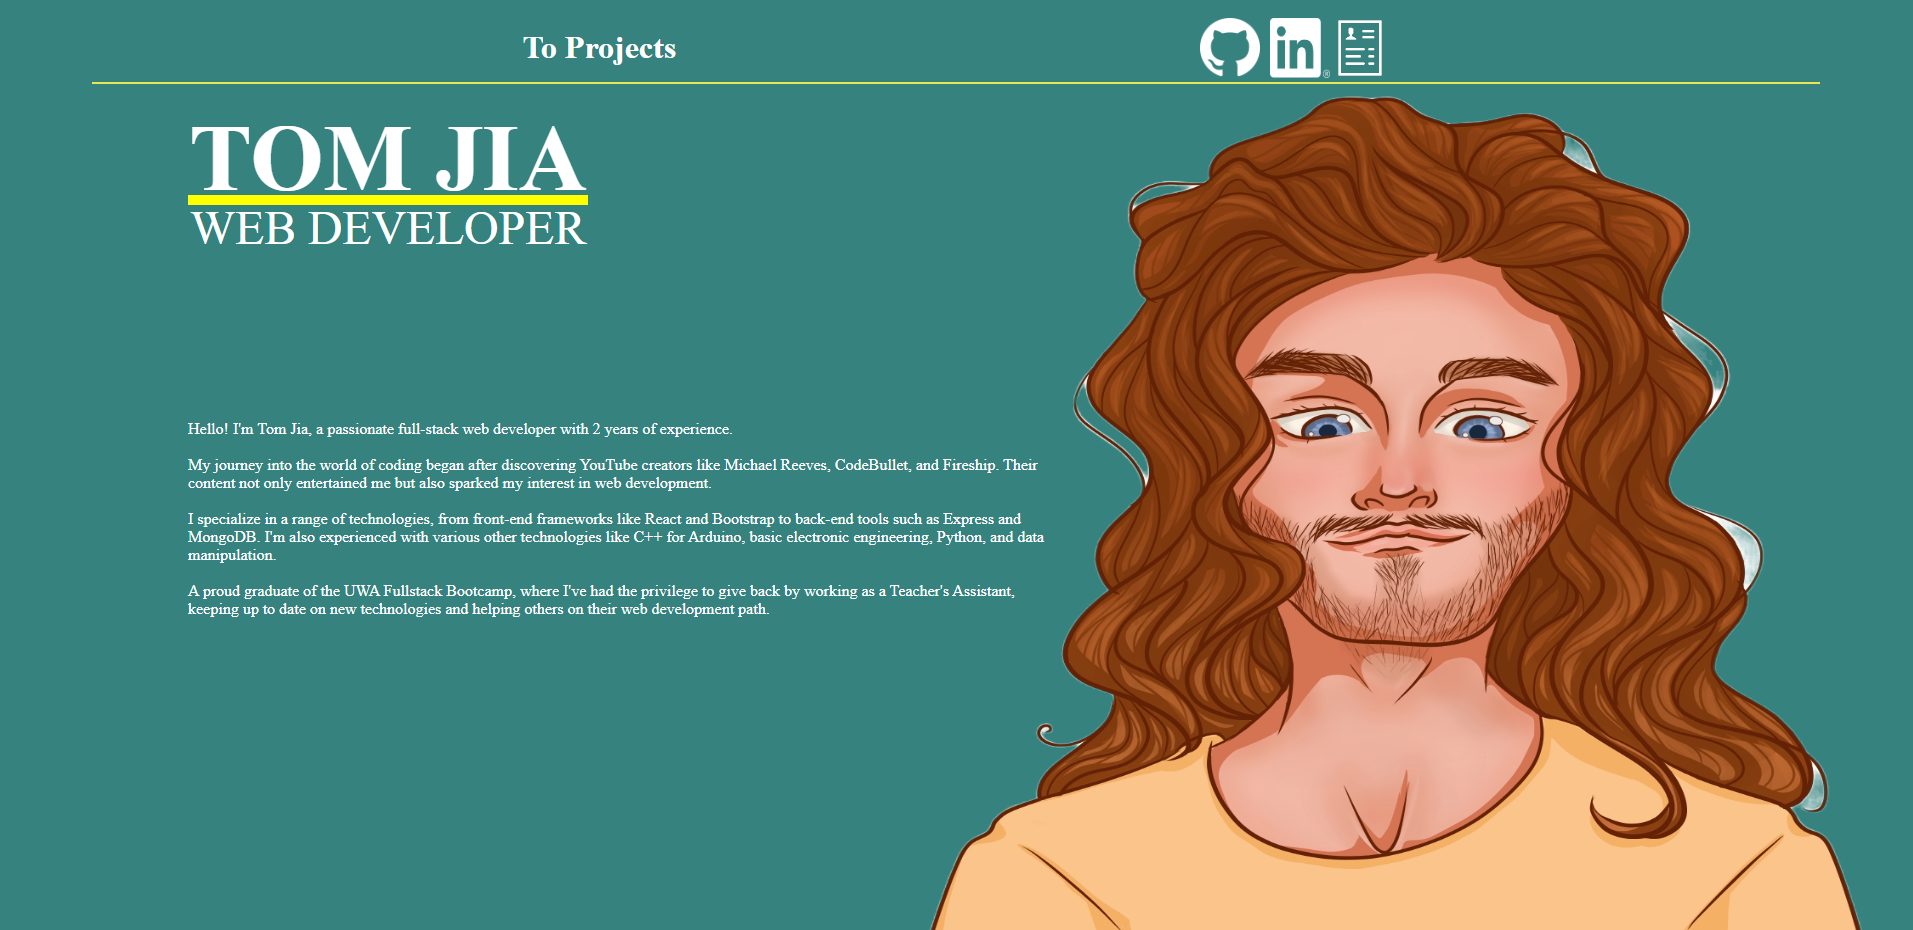 To Projects
in
®
TOM JIA
WEB DEVELOPER
Hello! I'm Tom Jia, a passionate full-stack web developer with 2 years of experience.
My journey into the world of coding began after discovering YouTube creators like Michael Reeves, CodeBullet, and Fireship. Their
content not only entertained me but also sparked my interest in web development.
I specialize in a range of technologies, from front-end frameworks like React and Bootstrap to back-end tools such as Express and
MongoDB. I'm also experienced with various other technologies like C++ for Arduino, basic electronic engineering, Python, and data
manipulation.
A proud graduate of the UWA Fullstack Bootcamp, where I've had the privilege to give back by working as a Teacher's Assistant,
keeping up to date on new technologies and helping others on their web development path.